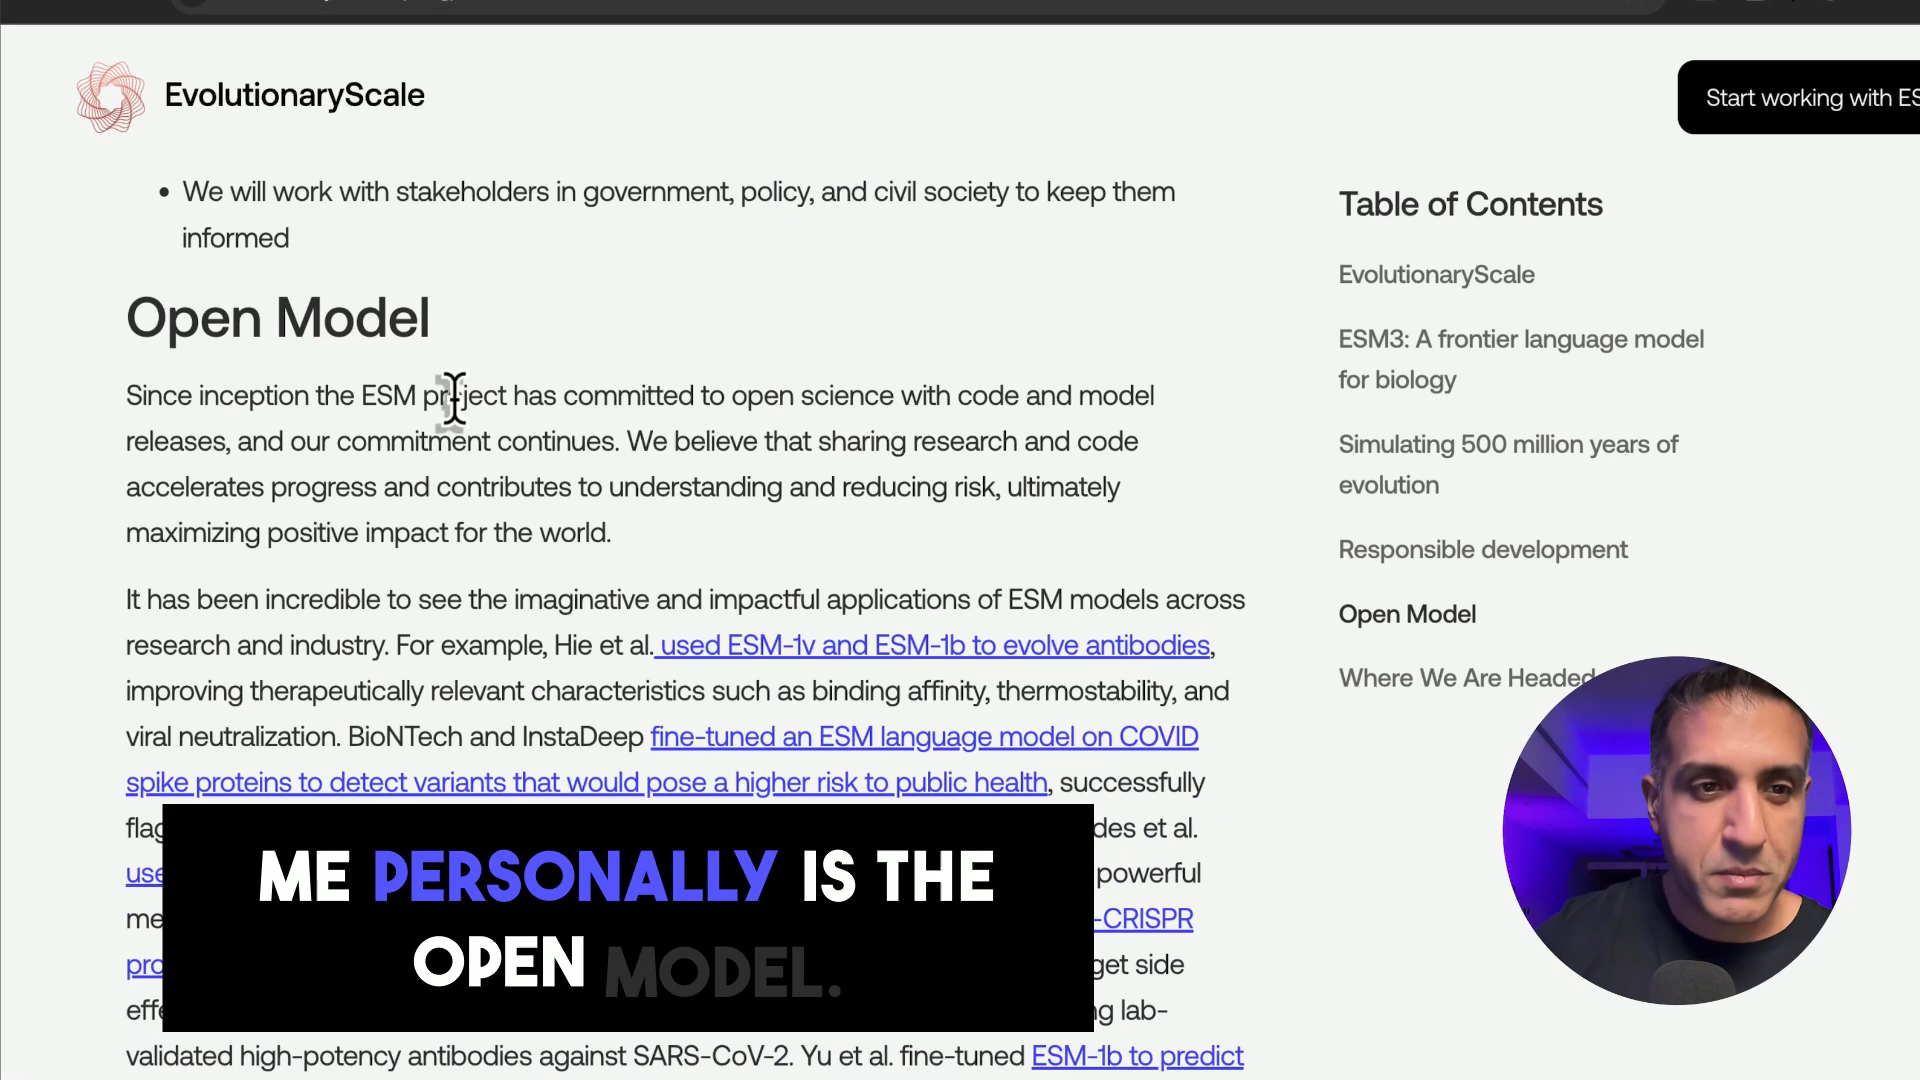 EvolutionaryScale
Start working with ES
We will work with stakeholders in government, policy, and civil society to keep them
informed
Open Model
Since inception the ESM project has committed to open science with code and model
releases, and our commitment continues. We believe that sharing research and code
accelerates progress and contributes to understanding and reducing risk, ultimately
maximizing positive impact for the world.
It has been incredible to see the imaginative and impactful applications of ESM models across
research and industry. For example, Hie et al. used ESM-1v and ESM-1b to evolve antibodies,
improving therapeutically relevant characteristics such as binding affinity, thermostability, and
viral neutralization. BioNTech and InstaDeep fine-tuned an ESM language model on COVID
spike proteins to detect variants that would pose a higher risk to public health, successfully
des et al.
powerful
-CRISPR
get side
lab-
validated high-potency antibodies against SARS-CoV-2. Yu et al. fine-tuned ESM-1b to predict
Table of Contents
EvolutionaryScale
ESM3: A frontier language model
for biology
Simulating 500 million years of
evolution
Responsible development
Open Model
Where We Are Headed
ME PERSONALLY IS THE
OPEN MODEL.